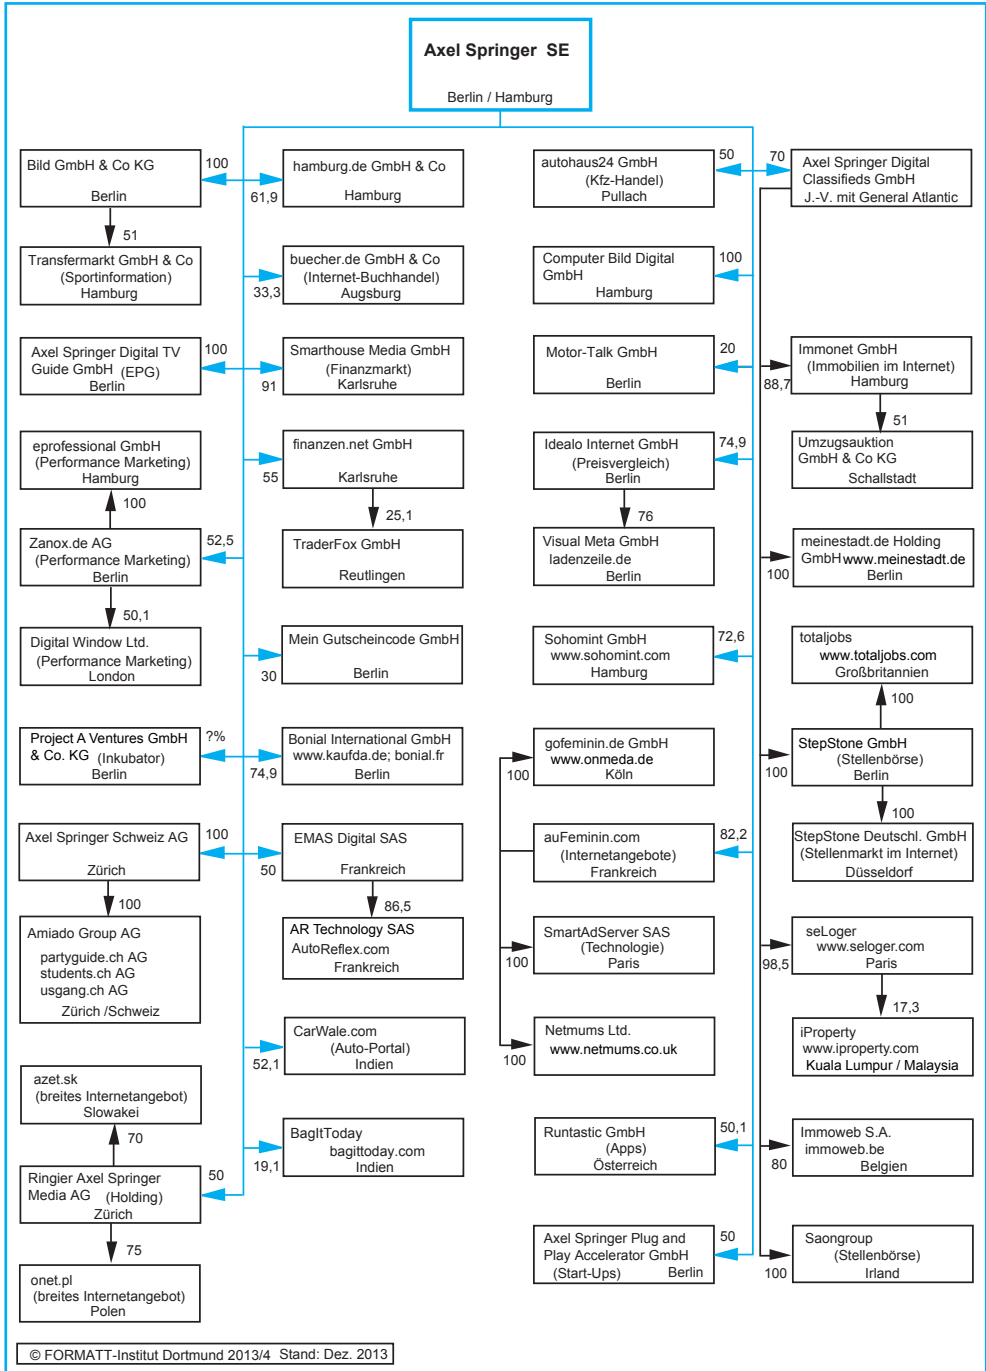 Axel Springer SE
Berlin / Hamburg
Bild GmbH & Co KG
Berlin
100
hamburg.de GmbH & Co
Hamburg
61,9
51
Transfermarkt GmbH & Co
(Sportinformation)
Hamburg
buecher.de GmbH & Co
(Internet-Buchhandel)
Augsburg
33,3
Axel Springer Digital TV
Guide GmbH (EPG)
Berlin
100
Smarthouse Media GmbH
(Finanzmarkt)
Karlsruhe
91
eprofessional GmbH
(Performance Marketing)
Hamburg
100
finanzen.net GmbH
Karlsruhe
55
25,1
Zanox.de AG
(Performance Marketing)
Berlin
52,5
TraderFox GmbH
Reutlingen
50,1
Digital Window Ltd.
(Performance Marketing)
London
Mein Gutscheincode GmbH
Berlin
30
Project A Ventures GmbH
& Co. KG (Inkubator)
Berlin
?%
Bonial International GmbH
www.kaufda.de; bonial.fr
Berlin
74,9
Axel Springer Schweiz AG
Zürich
100
EMAS Digital SAS
Frankreich
50
100
86,5
Amiado Group AG
partyguide.ch AG
students.ch AG
usgang.ch AG
Zürich /Schweiz
AR Technology SAS
AutoReflex.com
Frankreich
CarWale.com
(Auto-Portal)
Indien
52,1
azet.sk
(breites Internetangebot)
Slowakei
70
BagItToday
bagittoday.com
Indien
19,1
Ringier Axel Springer
Media AG (Holding)
Zürich
50
75
onet.pl
(breites Internetangebot)
Polen
autohaus24 GmbH
(Kfz-Handel)
Pullach
50
70
Axel Springer Digital
Classifieds GmbH
J.-V. mit General Atlantic
Computer Bild Digital
GmbH
Hamburg
100
Motor-Talk GmbH
Berlin
20
Immonet GmbH
(Immobilien im Internet)
Hamburg
88,7
51
Idealo Internet GmbH
(Preisvergleich)
Berlin
74,9
Umzugsauktion
GmbH & Co KG
Schallstadt
76
Visual Meta GmbH
ladenzeile.de
Berlin
meinestadt.de Holding
GmbH www.meinestadt.de
Berlin
100
Sohomint GmbH
www.sohomint.com
Hamburg
72,6
totaljobs
www.totaljobs.com
Großbritannien
100
gofeminin.de GmbH
www.onmeda.de
Köln
100
StepStone GmbH
(Stellenbörse)
Berlin
100
100
auFeminin.com
(Internetangebote)
Frankreich
82,2
StepStone Deutschl. GmbH
(Stellenmarkt im Internet)
Düsseldorf
SmartAdServer SAS
(Technologie)
Paris
100
seLoger
www.seloger.com
Paris
98,5
17,3
Netmums Ltd.
www.netmums.co.uk
100
iProperty
www.iproperty.com
Kuala Lumpur / Malaysia
Runtastic GmbH
(Apps)
Österreich
50,1
Immoweb S.A.
immoweb.be
Belgien
80
Axel Springer Plug and
Play Accelerator GmbH
(Start-Ups) Berlin
50
Saongroup
(Stellenbörse)
Irland
100
© FORMATT-Institut Dortmund 2013/4 Stand: Dez. 2013